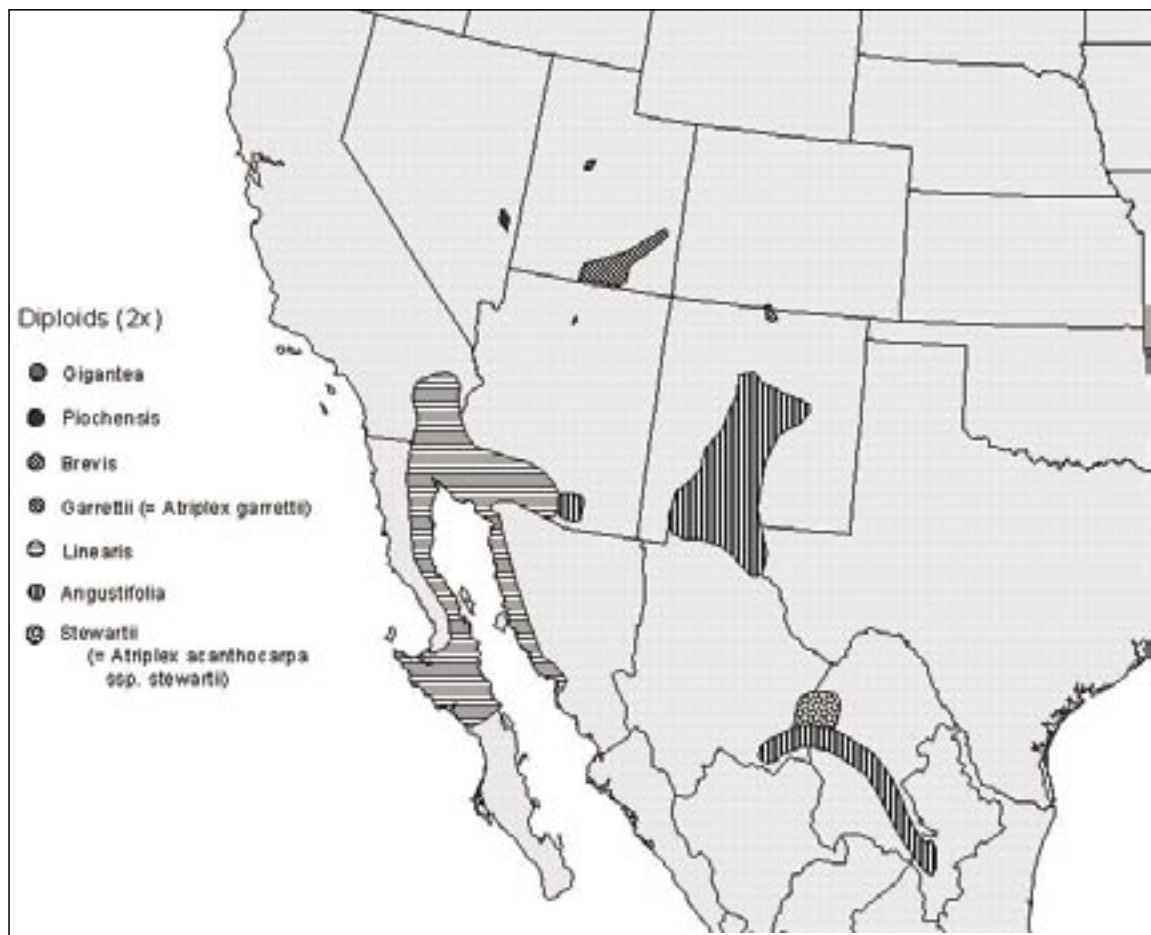 Diploids (2x)
Gigantea
Piochensis
Brevis
Garrettii (= Atriplex garrettii)
Linearis
Angustifolia
Stewartii
(= Atriplex acanthocarpa
ssp. stewartii)